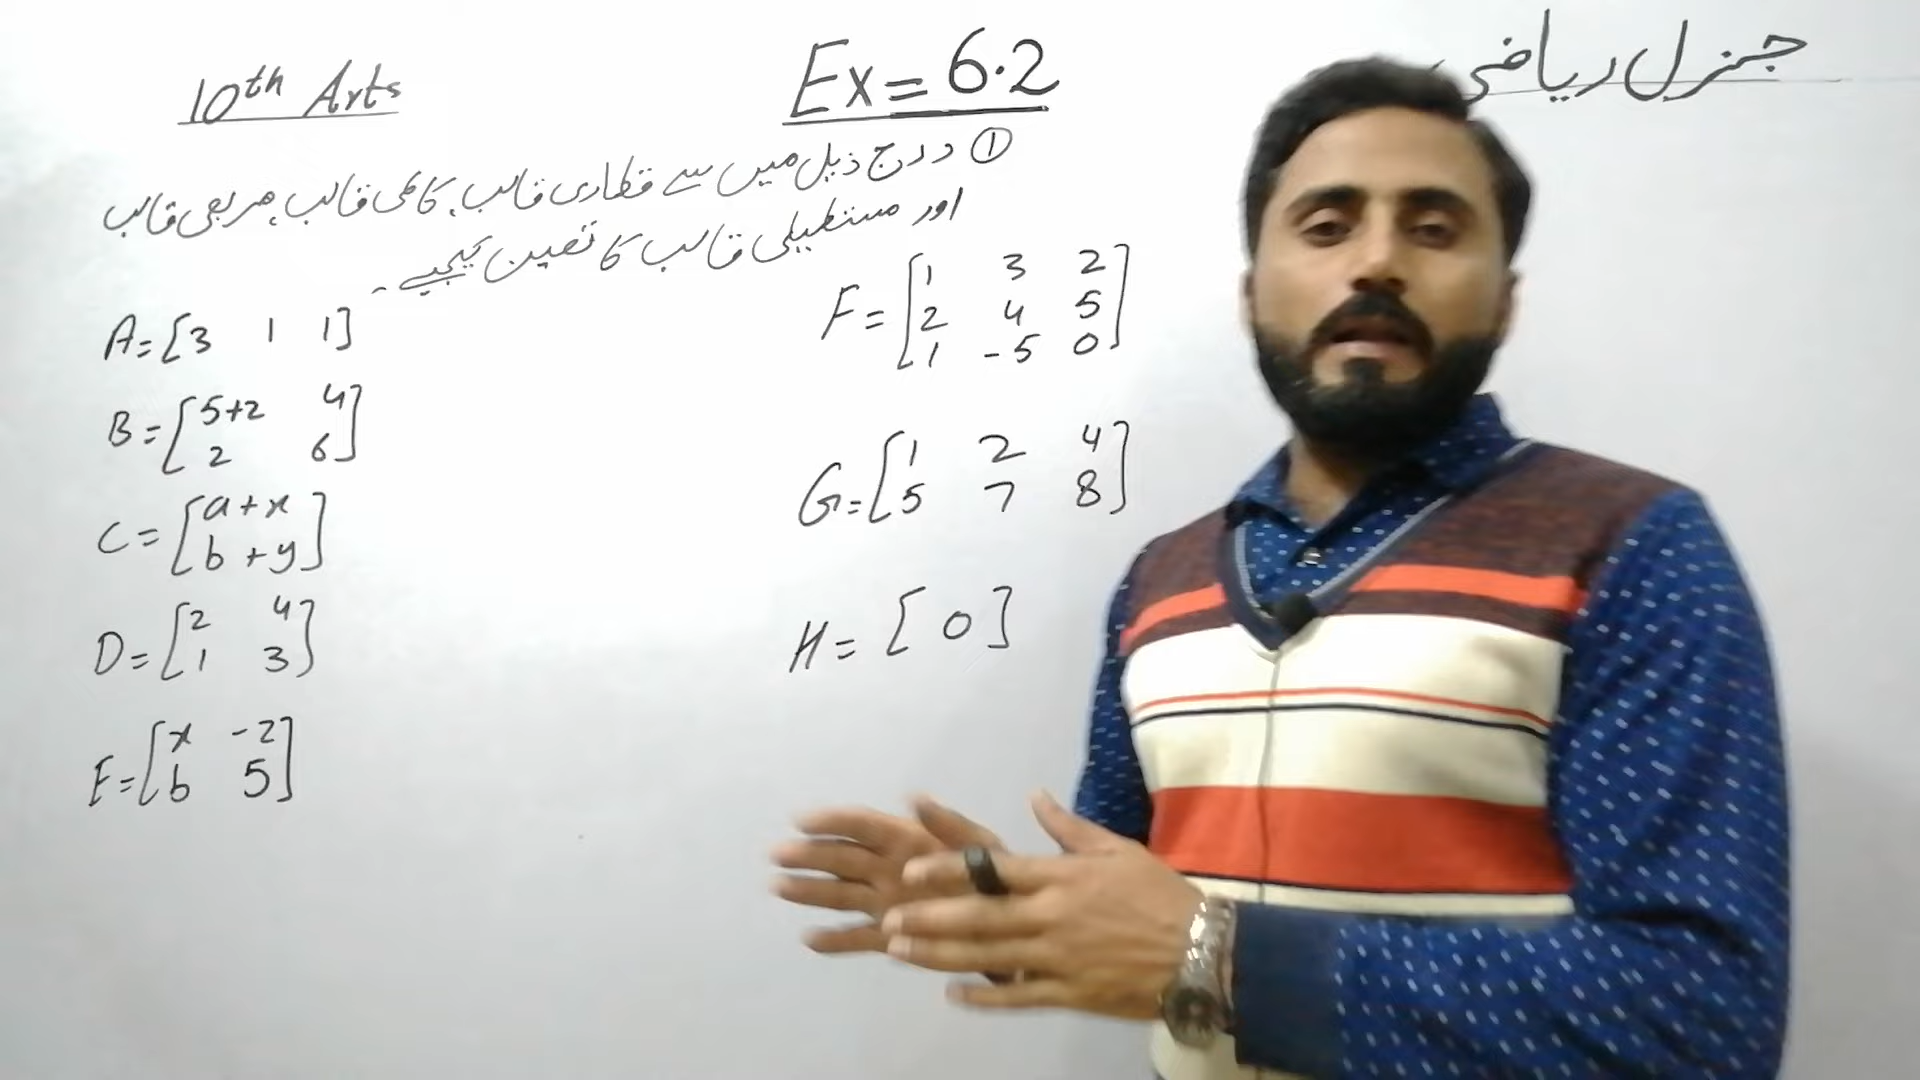 10th Arts
Ex = 6.2
جنرل ریاضی
① درج ذیل میں سے قطاری قالب، کالمی قالب، مربعی قالب
اور مستطیلی قالب کا تعین کیجیے۔
A = [3 1 1]
B = [5+2 4
2 6]
C = [a+x
b+y]
D = [2 4
1 3]
E = [x -2
b 5]
F = [1 3 2
2 4 5
1 -5 0]
G = [1 2 4
5 7 8]
H = [0]